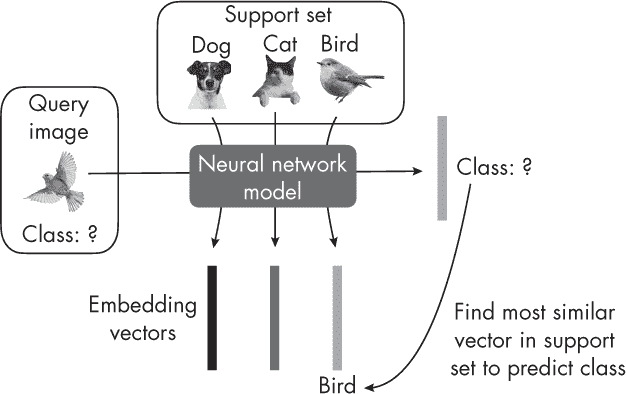 Support set
Dog Cat Bird
Query
image
Class: ?
Neural network
model
Class: ?
Embedding
vectors
Bird
Find most similar
vector in support
set to predict class